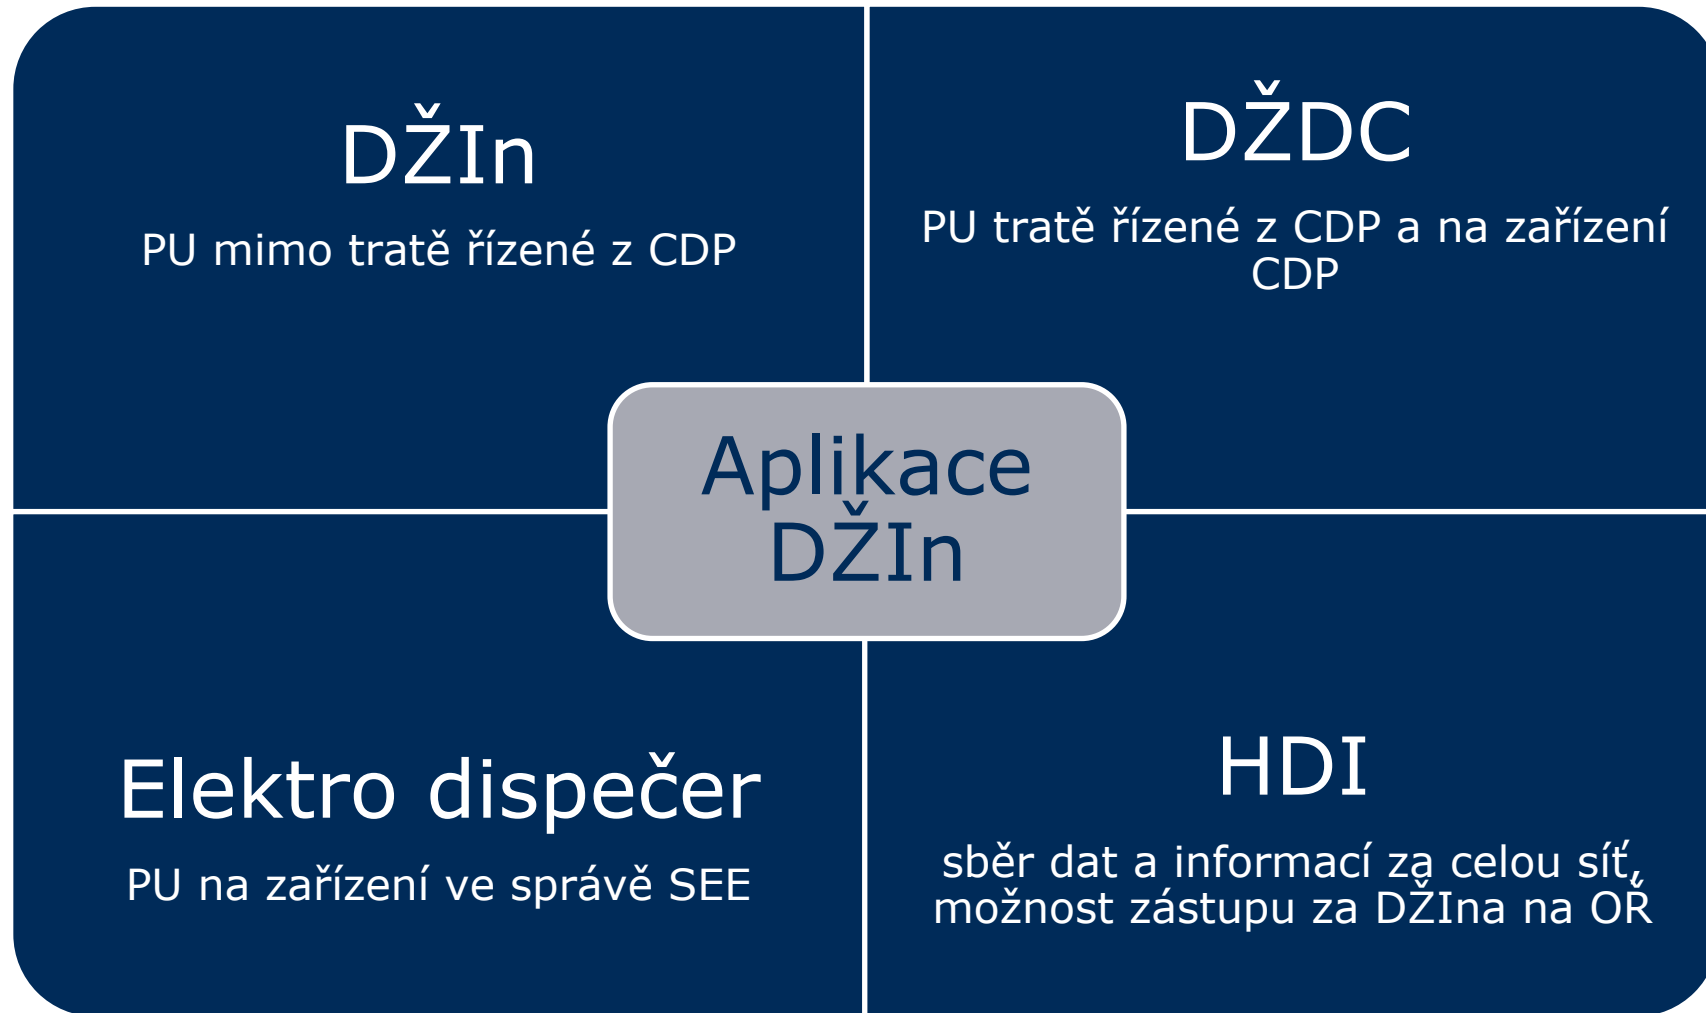 DŽIn
PU mimo tratě řízené z CDP
DŽDC
PU tratě řízené z CDP a na zařízení
CDP
Aplikace
DŽIn
Elektro dispečer
PU na zařízení ve správě SEE
HDI
sběr dat a informací za celou síť,
možnost zástupu za DŽIna na OŘ